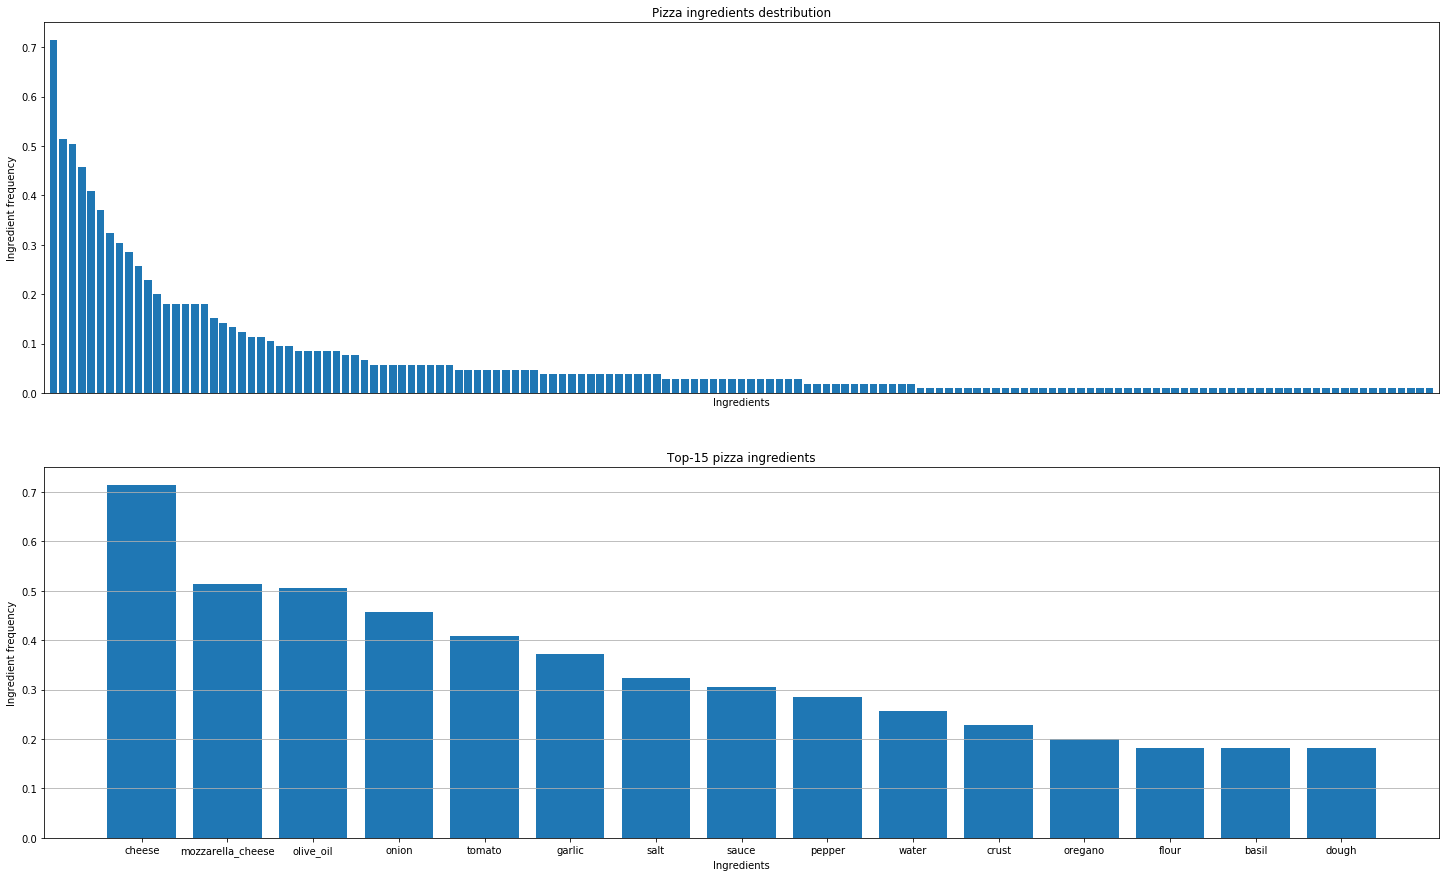 Pizza ingredients destribution
0.7
0.6
0.5
0.4
0.3
0.2
0.1
0.0
Ingredient frequency
Ingredients
Top-15 pizza ingredients
0.7
0.6
0.5
0.4
0.3
0.2
0.1
0.0
Ingredient frequency
cheese mozzarella_cheese olive_oil onion tomato garlic salt sauce pepper water crust oregano flour basil dough
Ingredients